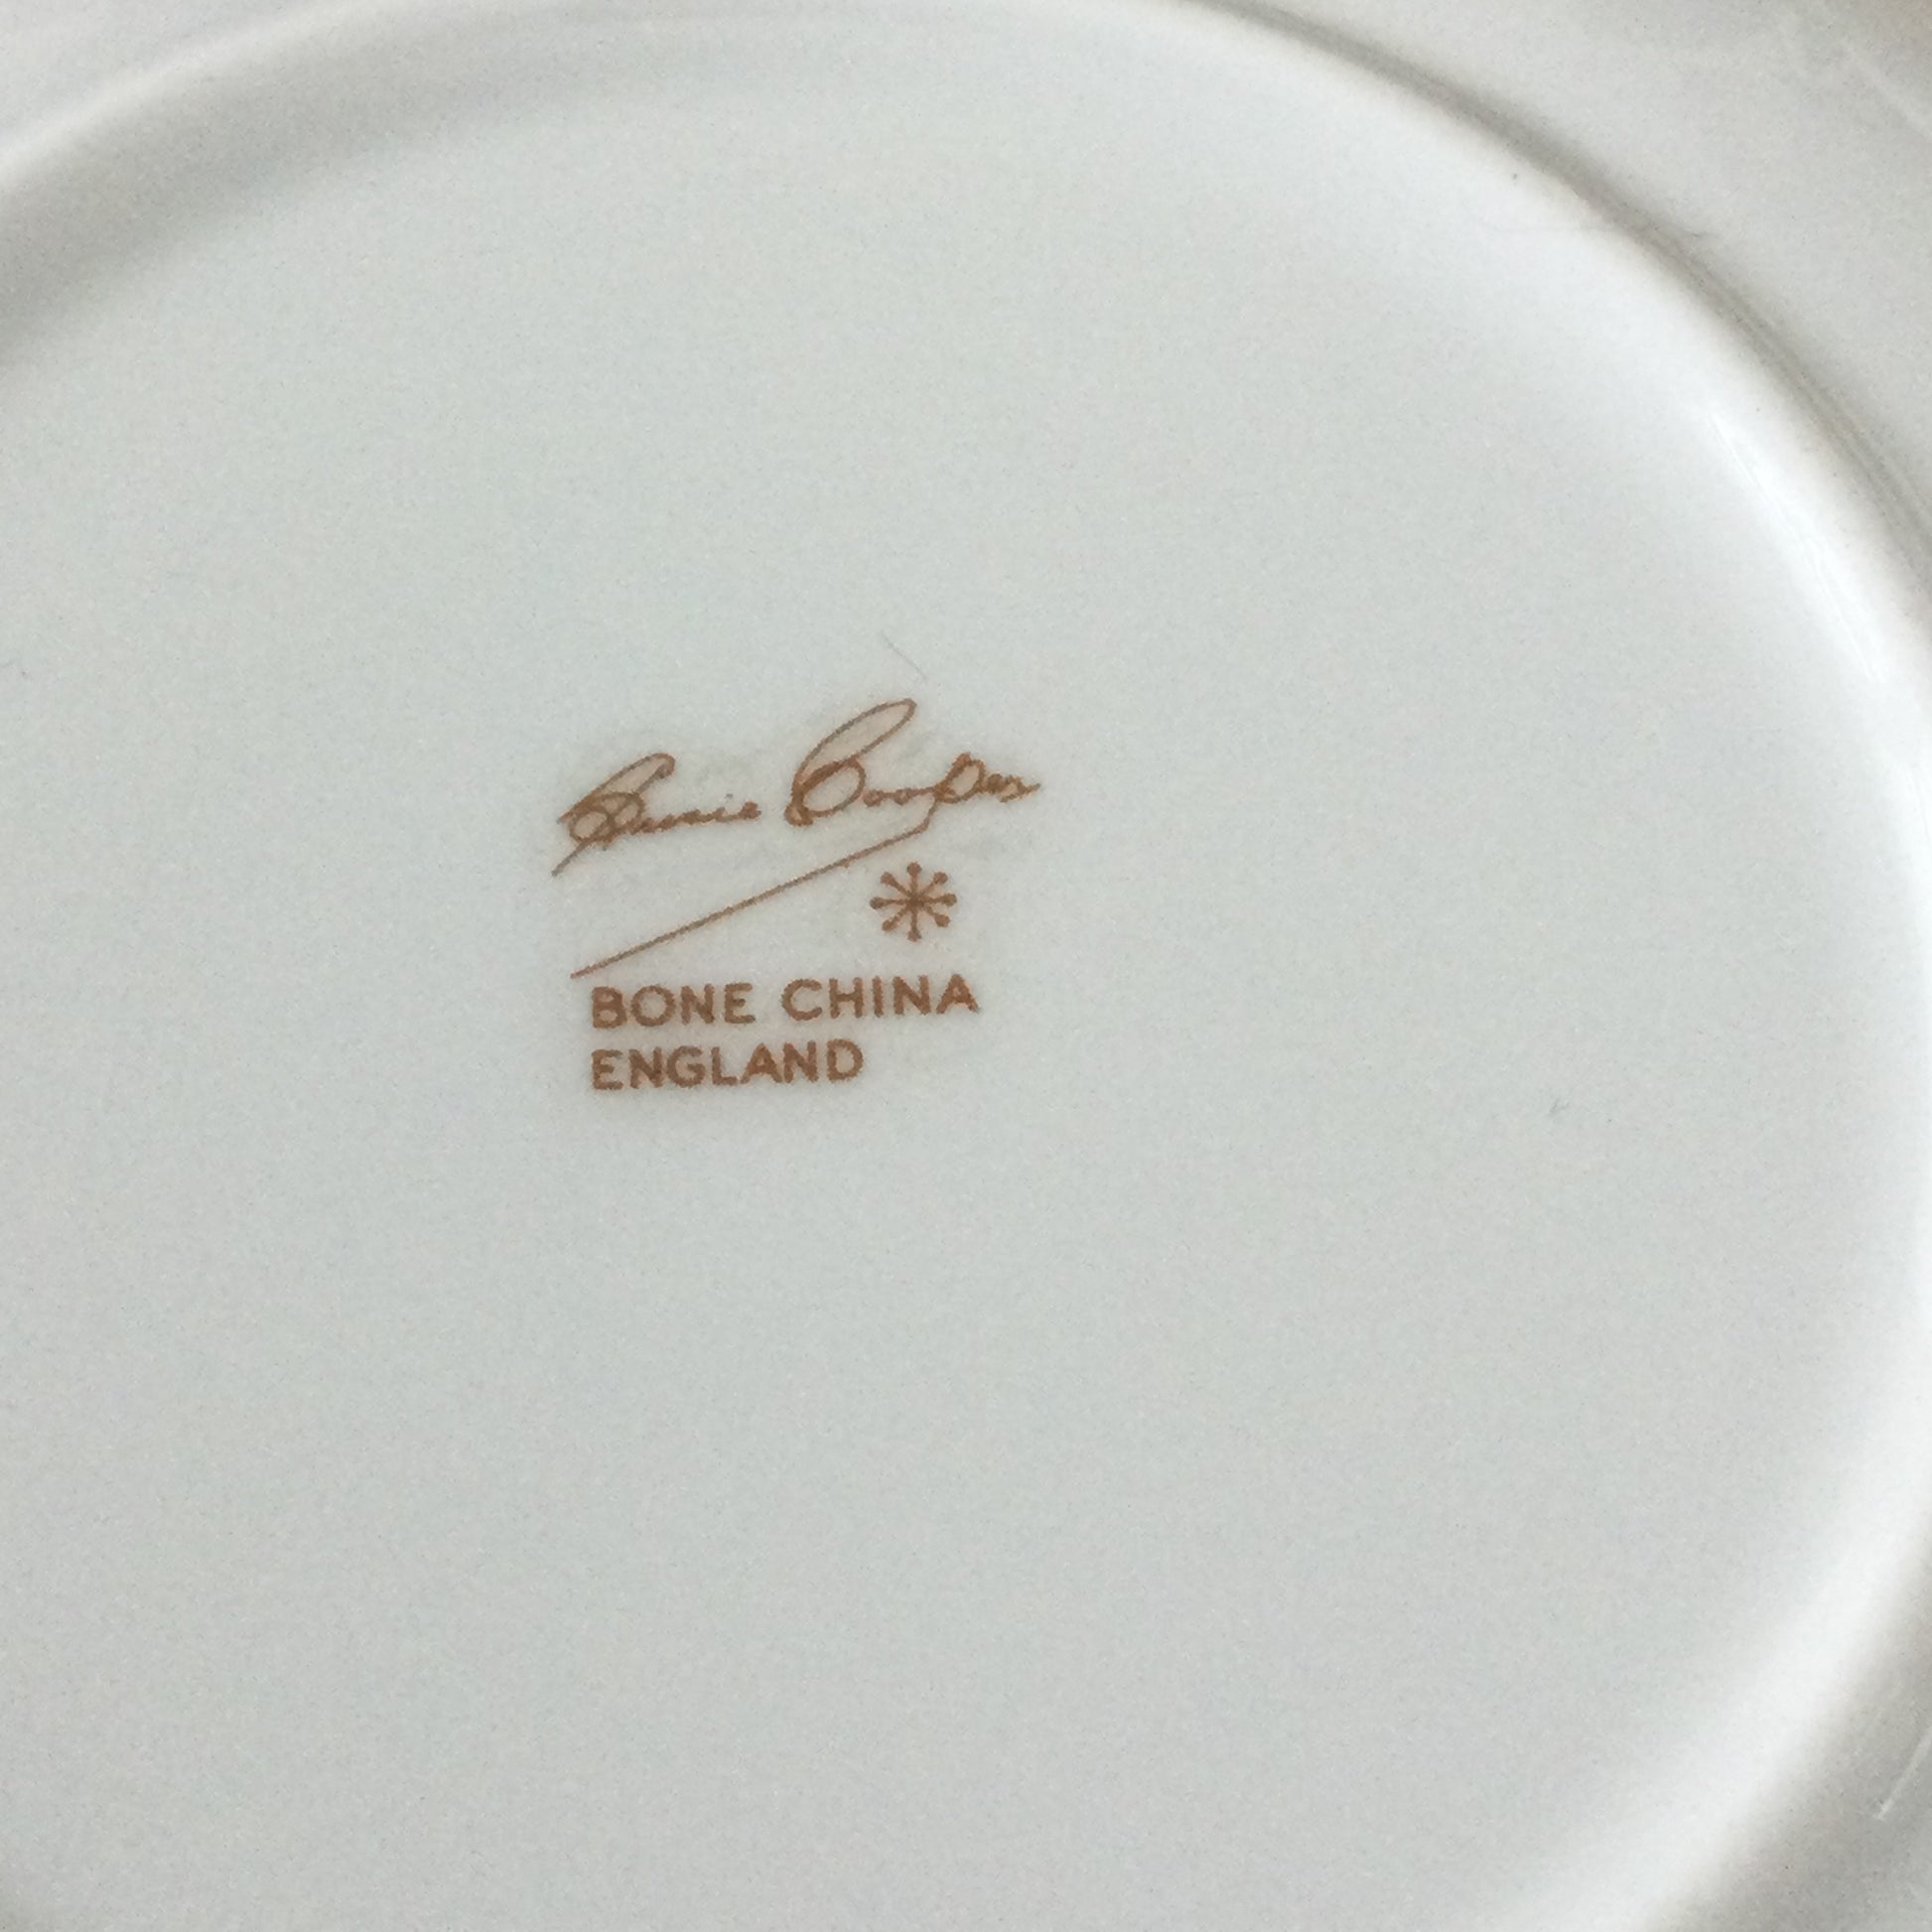 Susie Cooper
BONE CHINA
ENGLAND